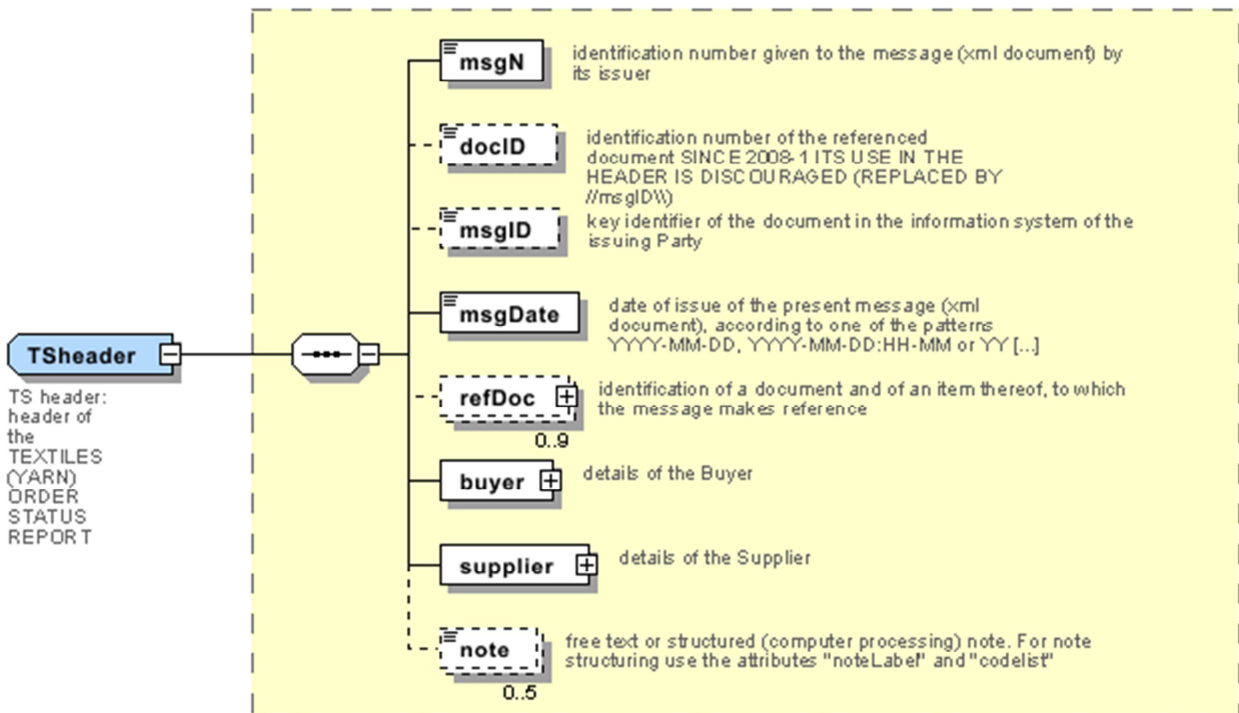 msgN
identification number given to the message (xml document) by
its issuer
docID
identification number of the referenced
document SINCE 2008-1 ITS USE IN THE
HEADER IS DISCOURAGED (REPLACED BY
//msgID\\)
msgID
key identifier of the document in the information system of the
issuing Party
msgDate
date of issue of the present message (xml
document), according to one of the patterns
YYYY-MM-DD, YYYY-MM-DD:HH-MM or YY [...]
TSheader
TS header:
header of
the
TEXTILES
(YARN)
ORDER
STATUS
REPORT
refDoc
0..9
identification of a document and of an item thereof, to which
the message makes reference
buyer
details of the Buyer
supplier
details of the Supplier
note
0..5
free text or structured (computer processing) note. For note
structuring use the attributes "noteLabel" and "codelist"